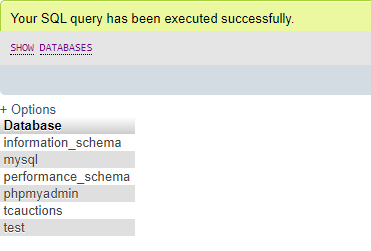 Your SQL query has been executed successfully.
SHOW DATABASES
+ Options
Database
information_schema
mysql
performance_schema
phpmyadmin
tcauctions
test